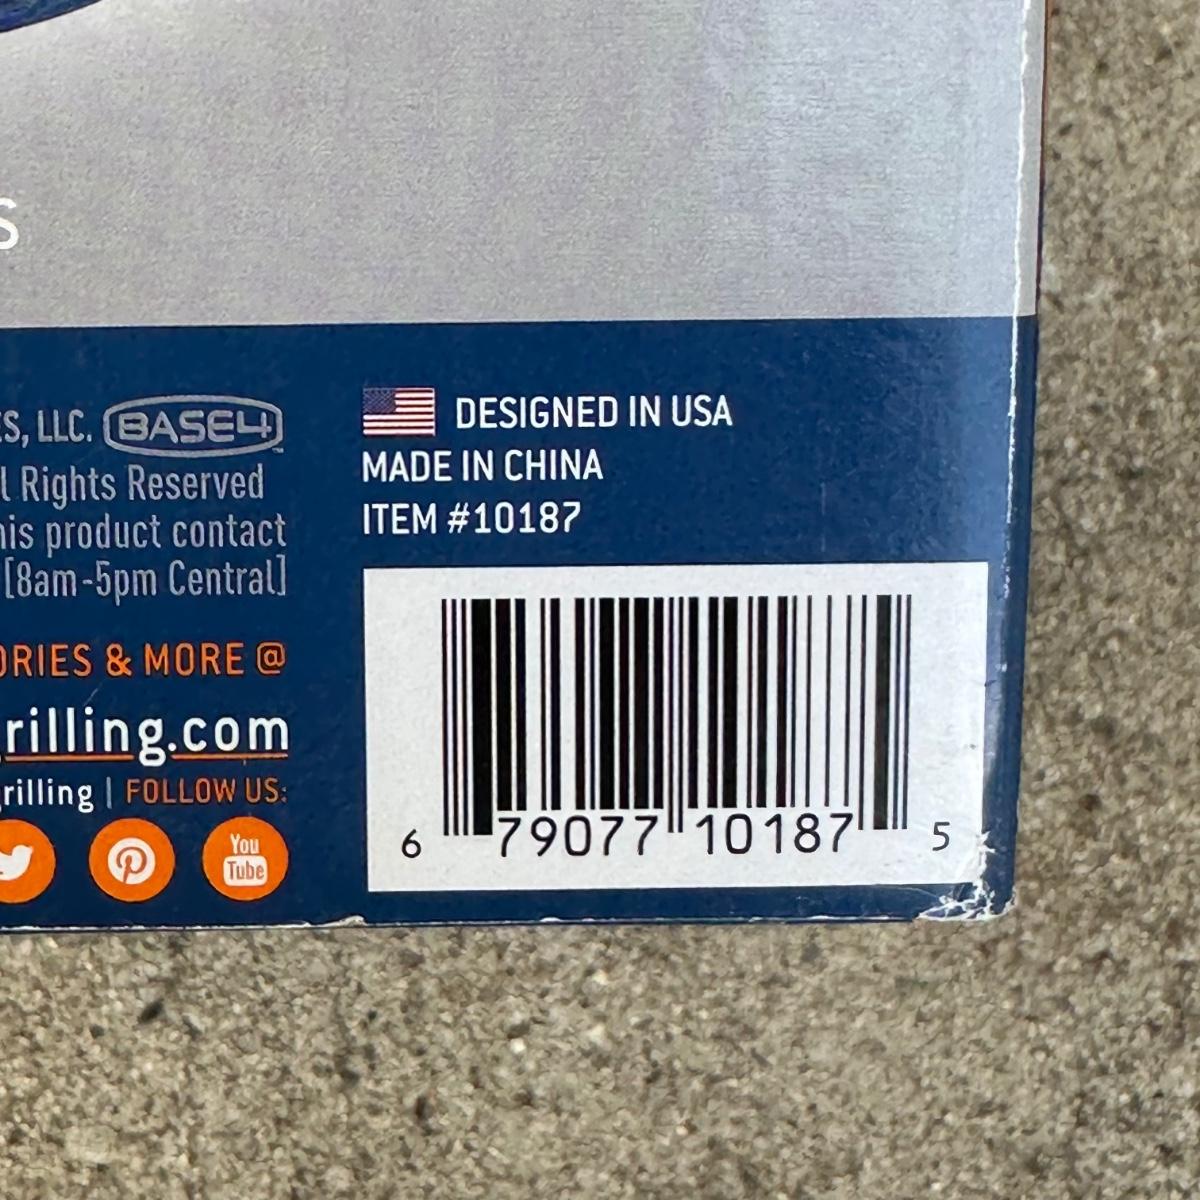 S
ES, LLC. BASE4™
l Rights Reserved
his product contact
[8am-5pm Central]
ORIES & MORE @
rilling.com
rilling | FOLLOW US:
You
Tube
DESIGNED IN USA
MADE IN CHINA
ITEM #10187
6 79077 10187 5